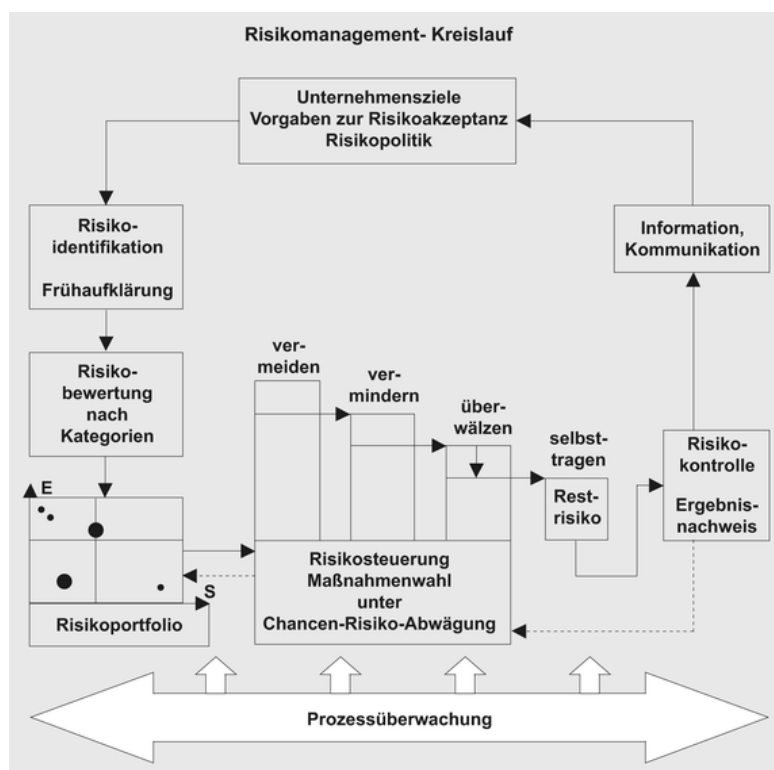 Risikomanagement- Kreislauf
Unternehmensziele
Vorgaben zur Risikoakzeptanz
Risikopolitik
Risiko-
identifikation
Frühaufklärung
Risiko-
bewertung
nach
Kategorien
E
S
Risikoportfolio
ver-
meiden
ver-
mindern
über-
wälzen
selbst-
tragen
Rest-
risiko
Risikosteuerung
Maßnahmenwahl
unter
Chancen-Risiko-Abwägung
Risiko-
kontrolle
Ergebnis-
nachweis
Information,
Kommunikation
Prozessüberwachung